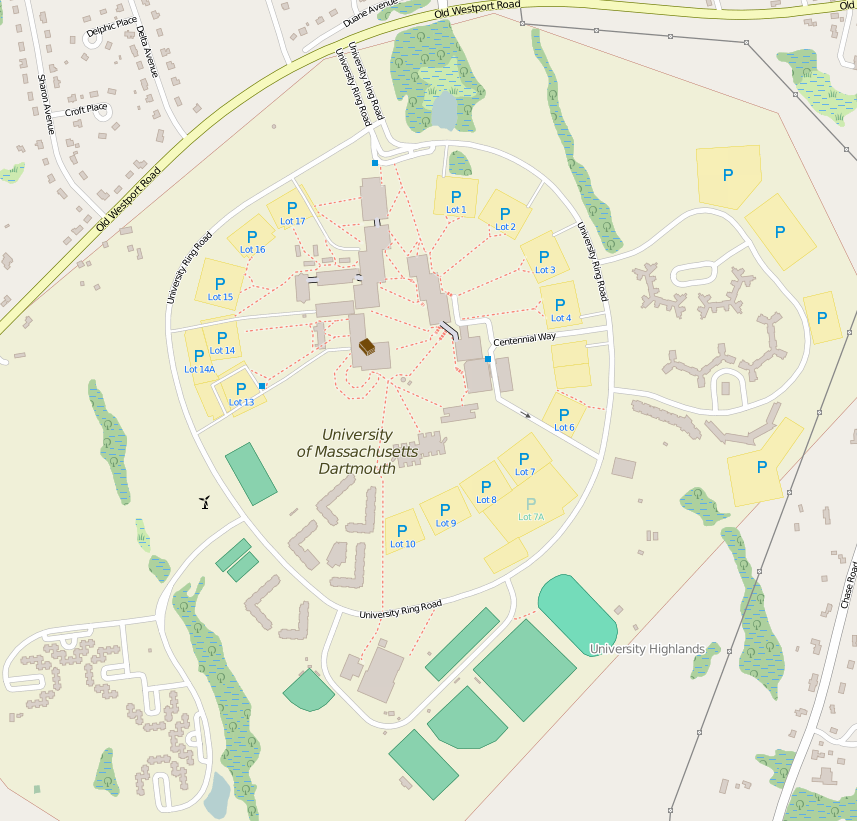 Old Westport Road
Old
Duane Avenue
Delphic Place
Delta Avenue
Sharon Avenue
Croft Place
University Ring Road
University Ring Road
Old Westport Road
P
P
Lot 1
P
Lot 2
P
Lot 17
P
Lot 16
P
University Ring Road
University Ring Road
P
Lot 3
P
Lot 15
P
Lot 4
P
P
Lot 14
P
Lot 14A
Centennial Way
P
Lot 13
P
Lot 6
University
of Massachusetts
Dartmouth
P
Lot 7
P
P
Lot 8
P
Lot 7A
P
Lot 9
P
Lot 10
University Ring Road
Chase Road
University Highlands